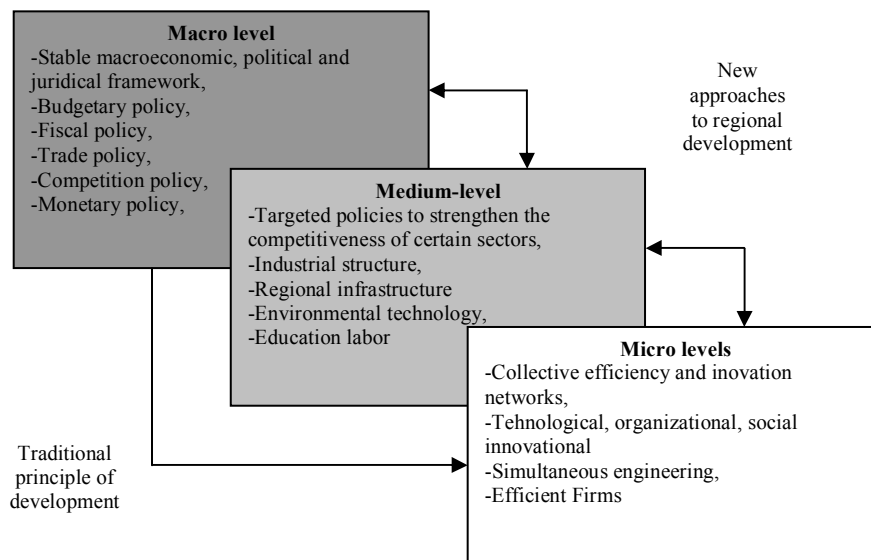 Macro level
-Stable macroeconomic, political and
juridical framework,
-Budgetary policy,
-Fiscal policy,
-Trade policy,
-Competition policy,
-Monetary policy,
New
approaches
to regional
development
Medium-level
-Targeted policies to strengthen the
competitiveness of certain sectors,
-Industrial structure,
-Regional infrastructure
-Environmental technology,
-Education labor
Micro levels
-Collective efficiency and inovation
networks,
-Tehnological, organizational, social
innovational
-Simultaneous engineering,
-Efficient Firms
Traditional
principle of
development